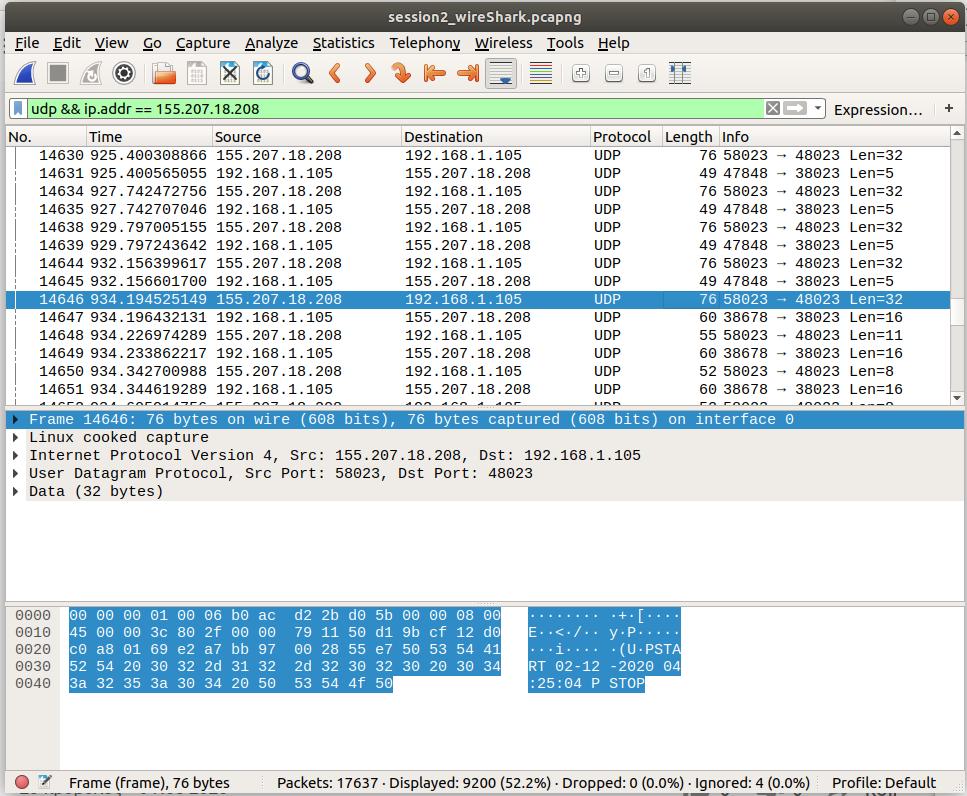 session2_wireShark.pcapng
File Edit View Go Capture Analyze Statistics Telephony Wireless Tools Help
udp && ip.addr == 155.207.18.208 Expression… +
No. Time Source Destination Protocol Length Info
14630 925.400308866 155.207.18.208 192.168.1.105 UDP 76 58023 → 48023 Len=32
14631 925.400565055 192.168.1.105 155.207.18.208 UDP 49 47848 → 38023 Len=5
14634 927.742472756 155.207.18.208 192.168.1.105 UDP 76 58023 → 48023 Len=32
14635 927.742707046 192.168.1.105 155.207.18.208 UDP 49 47848 → 38023 Len=5
14638 929.797005155 155.207.18.208 192.168.1.105 UDP 76 58023 → 48023 Len=32
14639 929.797243642 192.168.1.105 155.207.18.208 UDP 49 47848 → 38023 Len=5
14644 932.156399617 155.207.18.208 192.168.1.105 UDP 76 58023 → 48023 Len=32
14645 932.156601700 192.168.1.105 155.207.18.208 UDP 49 47848 → 38023 Len=5
14646 934.194525149 155.207.18.208 192.168.1.105 UDP 76 58023 → 48023 Len=32
14647 934.196432131 192.168.1.105 155.207.18.208 UDP 60 38678 → 38023 Len=16
14648 934.226974289 155.207.18.208 192.168.1.105 UDP 55 58023 → 48023 Len=11
14649 934.233862217 192.168.1.105 155.207.18.208 UDP 60 38678 → 38023 Len=16
14650 934.342700988 155.207.18.208 192.168.1.105 UDP 52 58023 → 48023 Len=8
14651 934.344619289 192.168.1.105 155.207.18.208 UDP 60 38678 → 38023 Len=16
Frame 14646: 76 bytes on wire (608 bits), 76 bytes captured (608 bits) on interface 0
Linux cooked capture
Internet Protocol Version 4, Src: 155.207.18.208, Dst: 192.168.1.105
User Datagram Protocol, Src Port: 58023, Dst Port: 48023
Data (32 bytes)
0000 00 00 00 01 00 06 b0 ac d2 2b d0 5b 00 00 08 00 ········ ·+·[····
0010 45 00 00 3c 80 2f 00 00 79 11 50 d1 9b cf 12 d0 E··<·/·· y·P·····
0020 c0 a8 01 69 e2 a7 bb 97 00 28 55 e7 50 53 54 41 ···i···· ·(U·PSTA
0030 52 54 20 30 32 2d 31 32 2d 32 30 32 30 20 30 34 RT 02-12 -2020 04
0040 3a 32 35 3a 30 34 20 50 53 54 4f 50 :25:04 P STOP
Frame (frame), 76 bytes Packets: 17637 · Displayed: 9200 (52.2%) · Dropped: 0 (0.0%) · Ignored: 4 (0.0%) Profile: Default